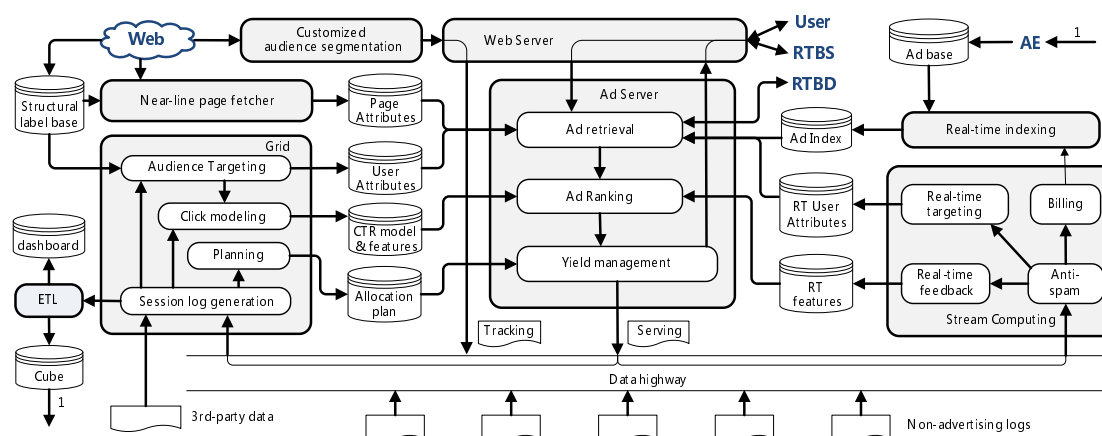 Web
Customized
audience segmentation
Web Server
User
RTBS
RTBD
Ad base
AE
1
Structural
label base
Near-line page fetcher
Page
Attributes
Ad Server
Ad retrieval
Ad Index
Real-time indexing
Grid
Audience Targeting
User
Attributes
Ad Ranking
RT User
Attributes
Real-time
targeting
Billing
Click modeling
CTR model
& features
dashboard
Planning
Yield management
RT
features
Real-time
feedback
Anti-
spam
ETL
Session log generation
Allocation
plan
Stream Computing
Tracking
Serving
Cube
1
Data highway
3rd-party data
Non-advertising logs